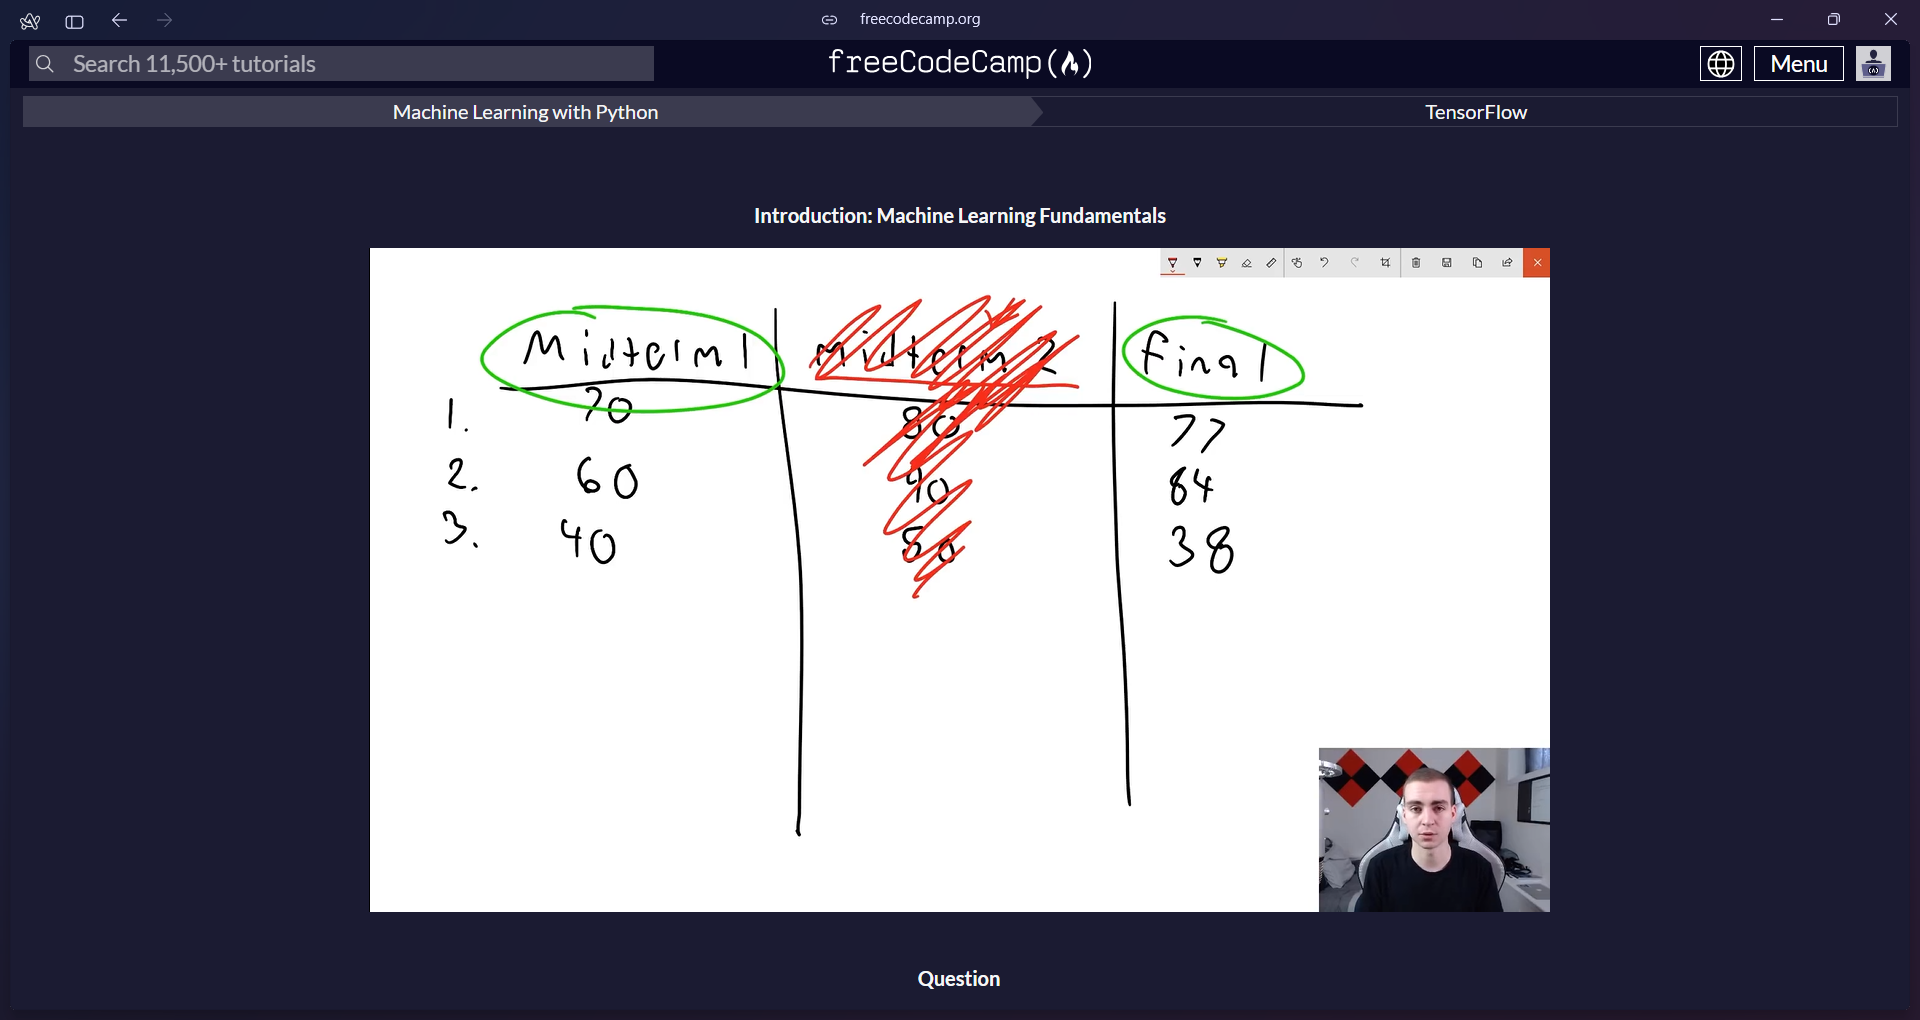 freecodecamp.org
Search 11,500+ tutorials
freeCodeCamp(🔥)
Menu
Machine Learning with Python
TensorFlow
Introduction: Machine Learning Fundamentals
Midterm 1 midterm 2 final
1. 70 80 77
2. 60 90 84
3. 40 50 38
Question